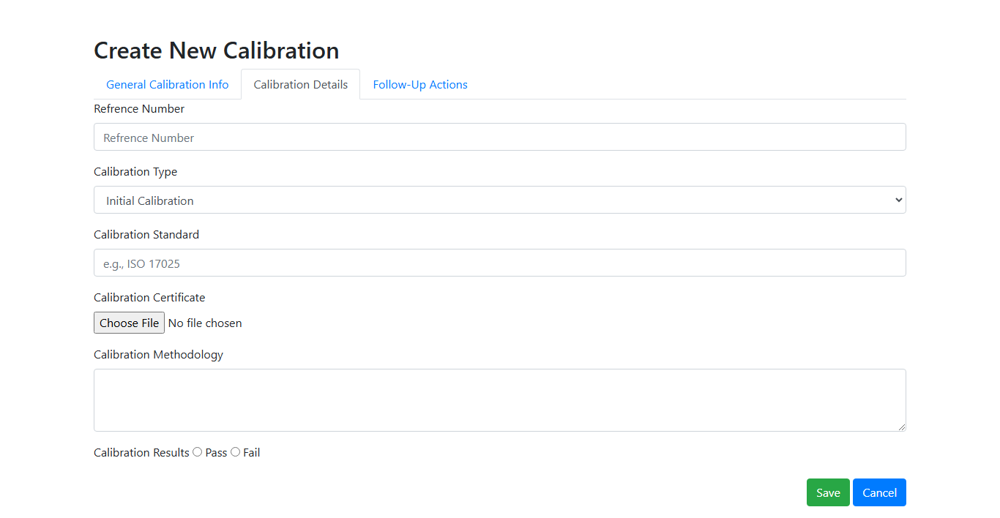 Create New Calibration
General Calibration Info Calibration Details Follow-Up Actions
Refrence Number
Refrence Number
Calibration Type
Initial Calibration
Calibration Standard
e.g., ISO 17025
Calibration Certificate
Choose File No file chosen
Calibration Methodology
Calibration Results Pass Fail
Save Cancel